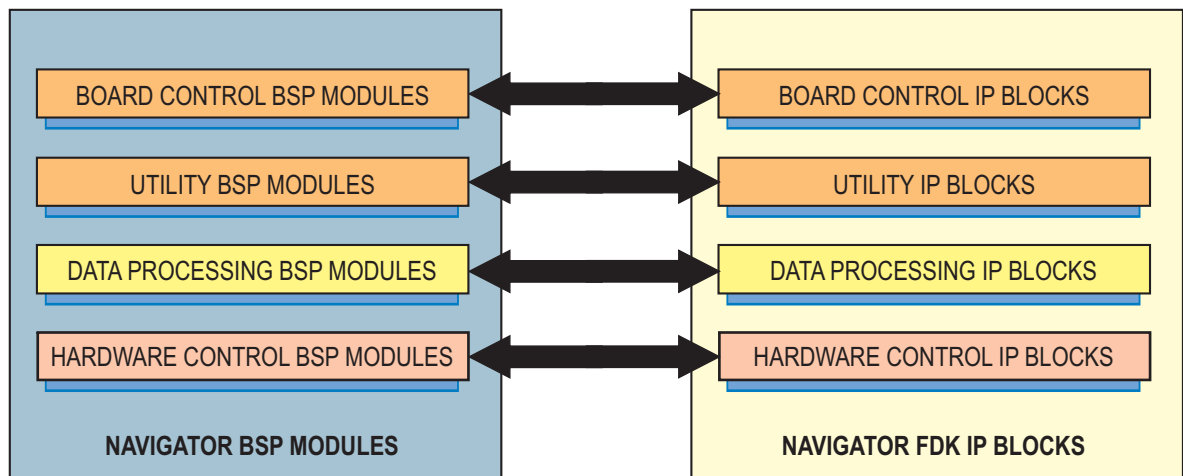 BOARD CONTROL BSP MODULES
BOARD CONTROL IP BLOCKS
UTILITY BSP MODULES
UTILITY IP BLOCKS
DATA PROCESSING BSP MODULES
DATA PROCESSING IP BLOCKS
HARDWARE CONTROL BSP MODULES
HARDWARE CONTROL IP BLOCKS
NAVIGATOR BSP MODULES
NAVIGATOR FDK IP BLOCKS